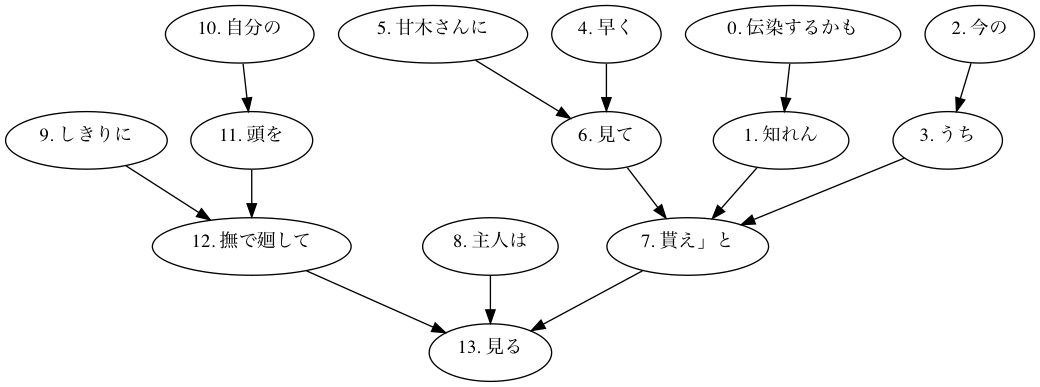 10. 自分の
5. 甘木さんに
4. 早く
0. 伝染するかも
2. 今の
9. しきりに
11. 頭を
6. 見て
1. 知れん
3. うち
12. 撫で廻して
8. 主人は
7. 貰え」と
13. 見る